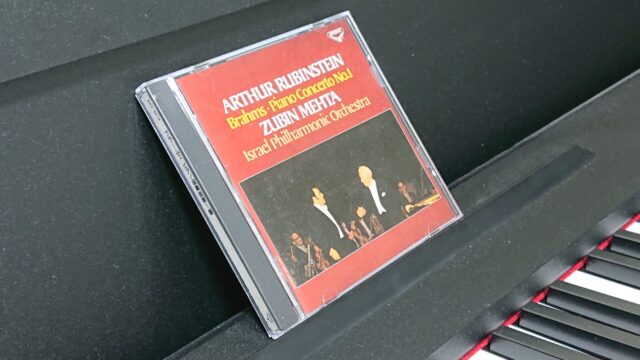 ARTHUR RUBINSTEIN
Brahms · Piano Concerto No.1
ZUBIN MEHTA
Israel Philharmonic Orchestra